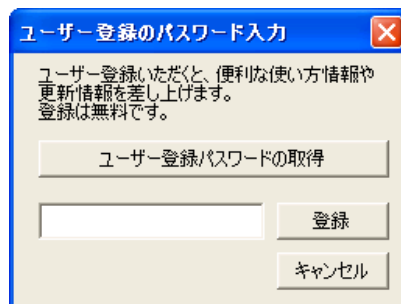 ユーザー登録のパスワード入力
ユーザー登録いただくと、便利な使い方情報や
更新情報を差し上げます。
登録は無料です。
ユーザー登録パスワードの取得
登録
キャンセル